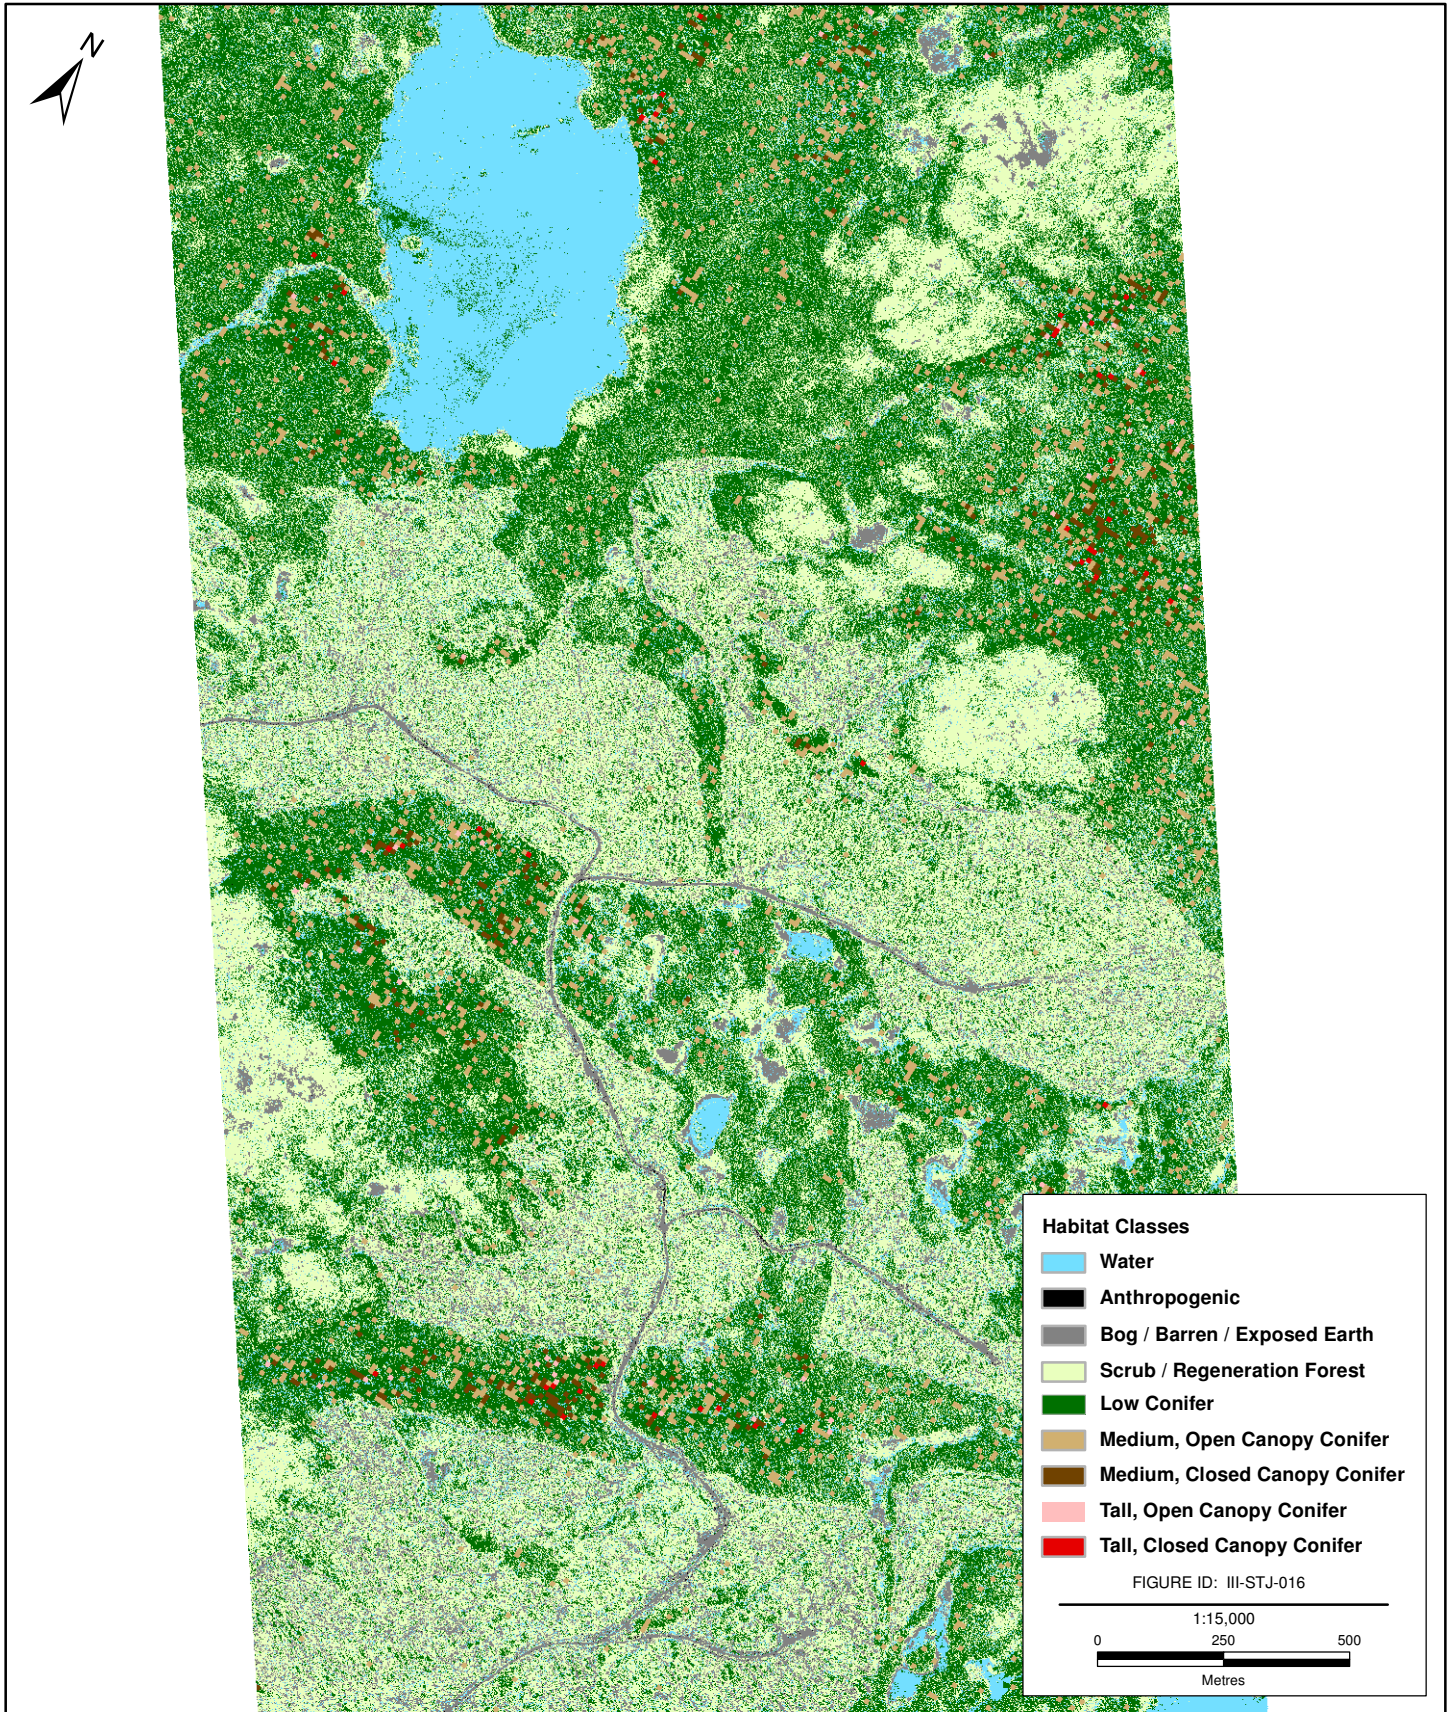 N
Habitat Classes
Water
Anthropogenic
Bog / Barren / Exposed Earth
Scrub / Regeneration Forest
Low Conifer
Medium, Open Canopy Conifer
Medium, Closed Canopy Conifer
Tall, Open Canopy Conifer
Tall, Closed Canopy Conifer
FIGURE ID: III-STJ-016
1:15,000
0 250 500
Metres